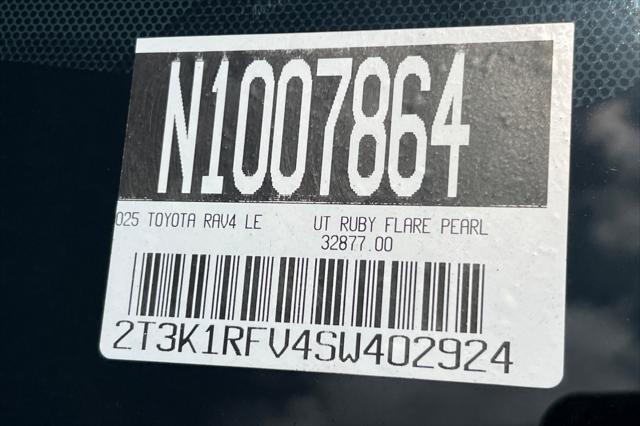 N1007864
025 TOYOTA RAV4 LE UT RUBY FLARE PEARL
32877.00
2T3K1RFV4SW402924